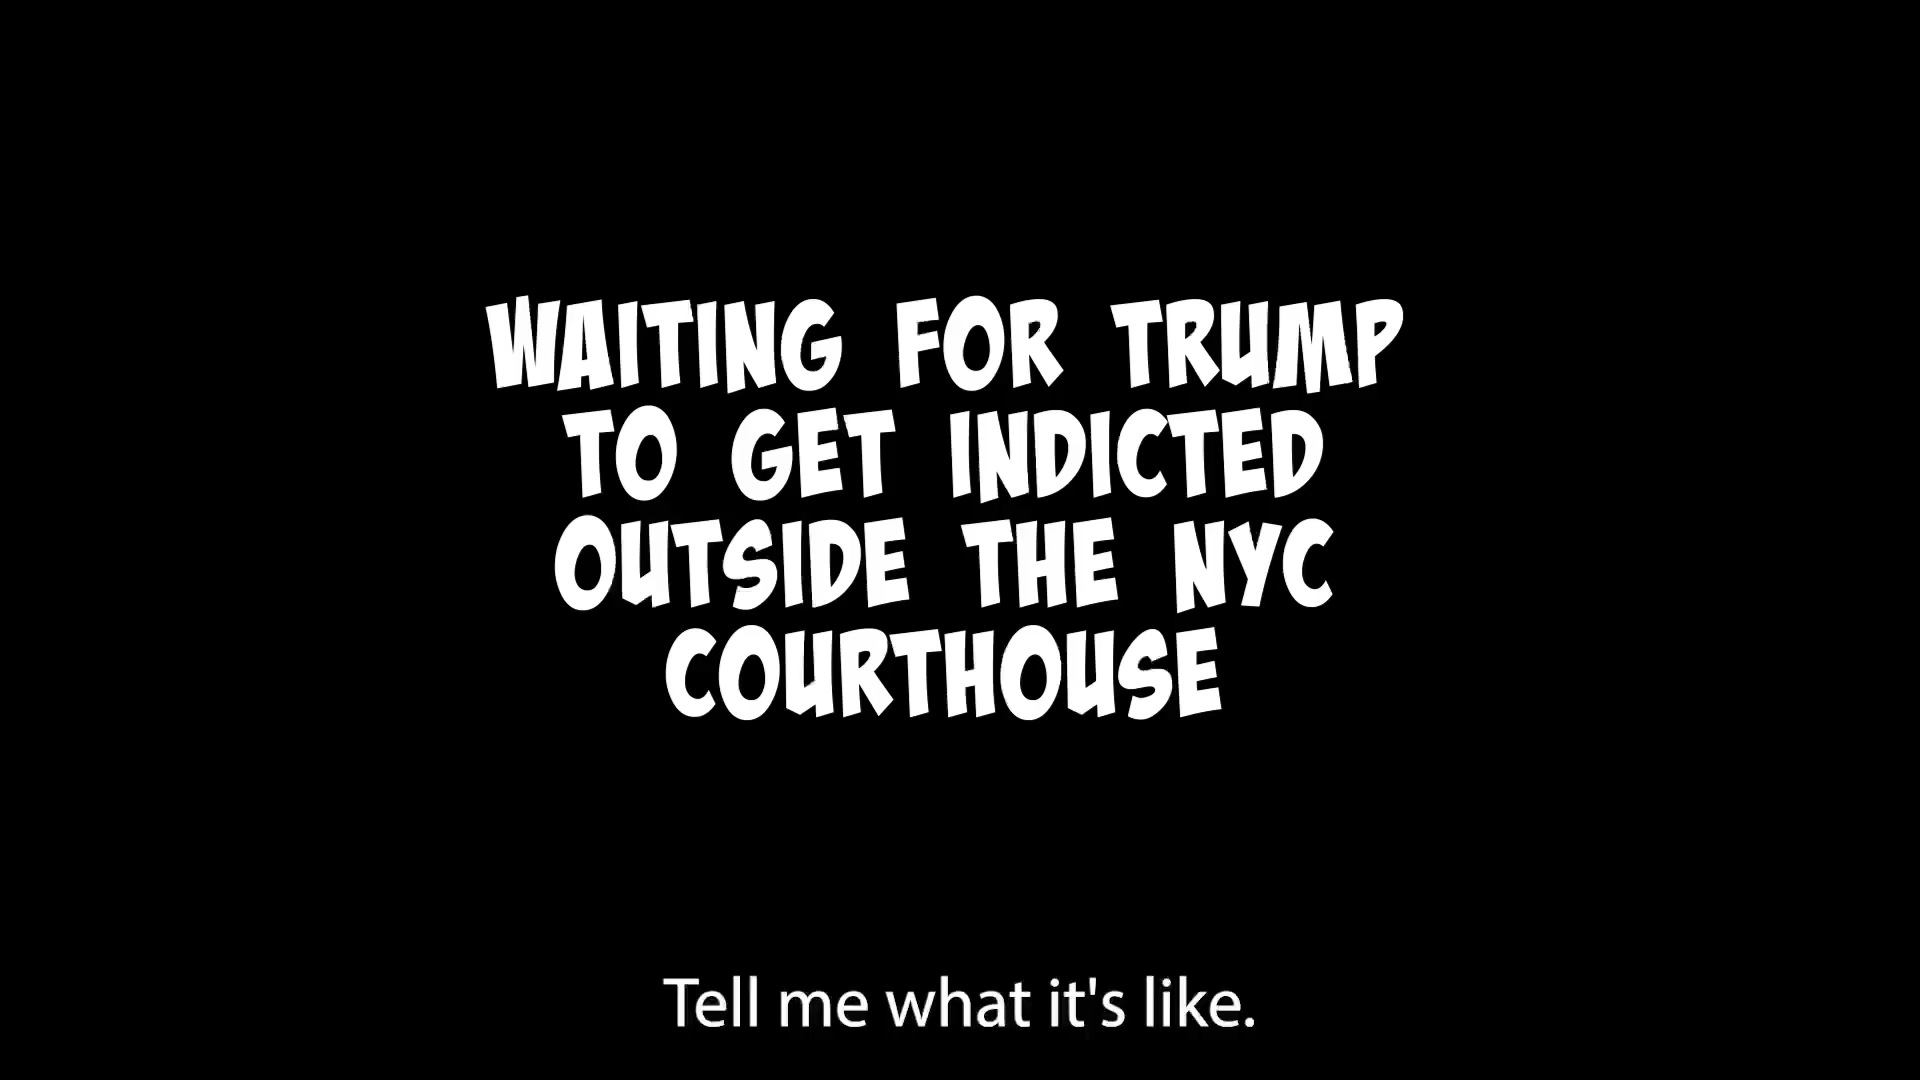 WAITING FOR TRUMP
TO GET INDICTED
OUTSIDE THE NYC
COURTHOUSE
Tell me what it's like.